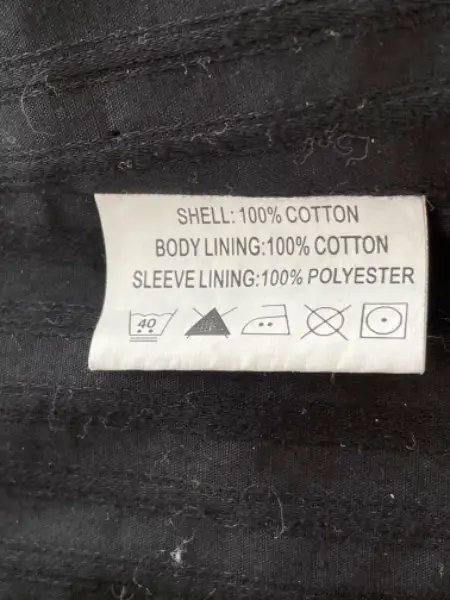 SHELL: 100% COTTON
BODY LINING:100% COTTON
SLEEVE LINING:100% POLYESTER
40